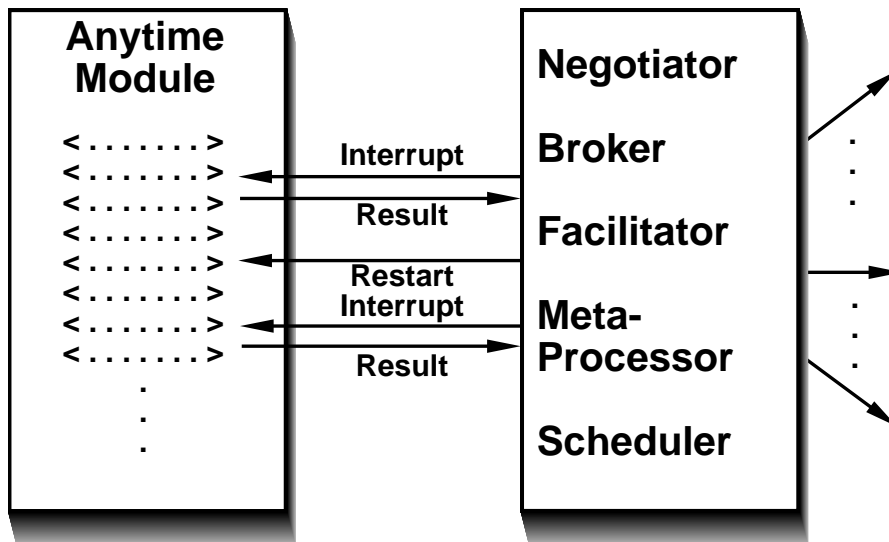 Anytime
Module
<.......>
<.......>
<.......>
<.......>
<.......>
<.......>
<.......>
<.......>
.
.
.
Interrupt
Result
Restart
Interrupt
Result
Negotiator
Broker
Facilitator
Meta-
Processor
Scheduler
.
.
.
.
.
.